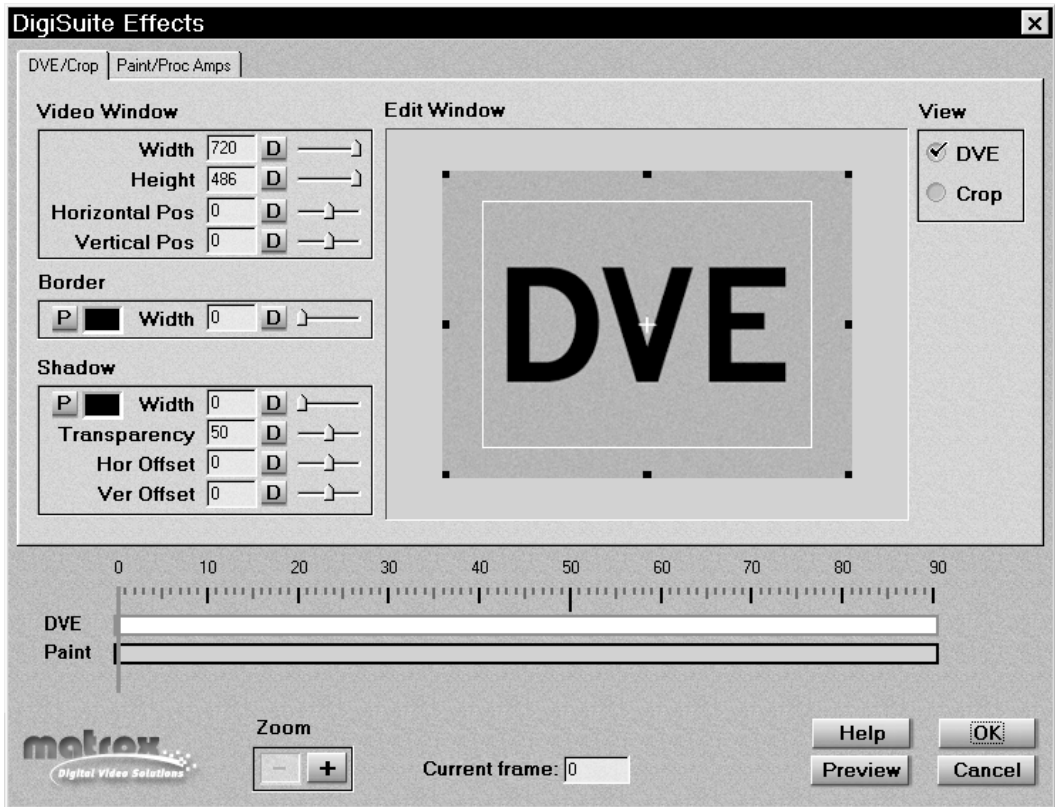 DigiSuite Effects
DVE/Crop Paint/Proc Amps
Video Window
Width 720 D
Height 486 D
Horizontal Pos 0 D
Vertical Pos 0 D
Border
P Width 0 D
Shadow
P Width 0 D
Transparency 50 D
Hor Offset 0 D
Ver Offset 0 D
Edit Window
DVE
View
DVE
Crop
0 10 20 30 40 50 60 70 80 90
DVE
Paint
matrox
Digital Video Solutions
Zoom
- +
Current frame: 0
Help OK
Preview Cancel